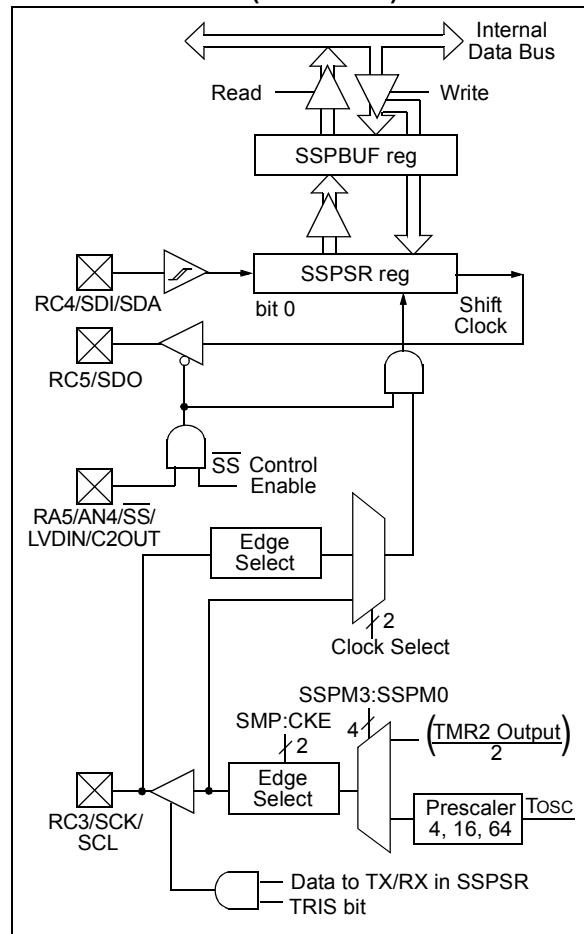 Internal
Data Bus
Read
Write
SSPBUF reg
SSPSR reg
RC4/SDI/SDA
bit 0
Shift
Clock
RC5/SDO
SS Control
Enable
RA5/AN4/SS/
LVDIN/C2OUT
Edge
Select
2
Clock Select
SSPM3:SSPM0
SMP:CKE
4
(TMR2 Output)
2
2
Edge
Select
Prescaler
4, 16, 64
TOSC
RC3/SCK/
SCL
Data to TX/RX in SSPSR
TRIS bit